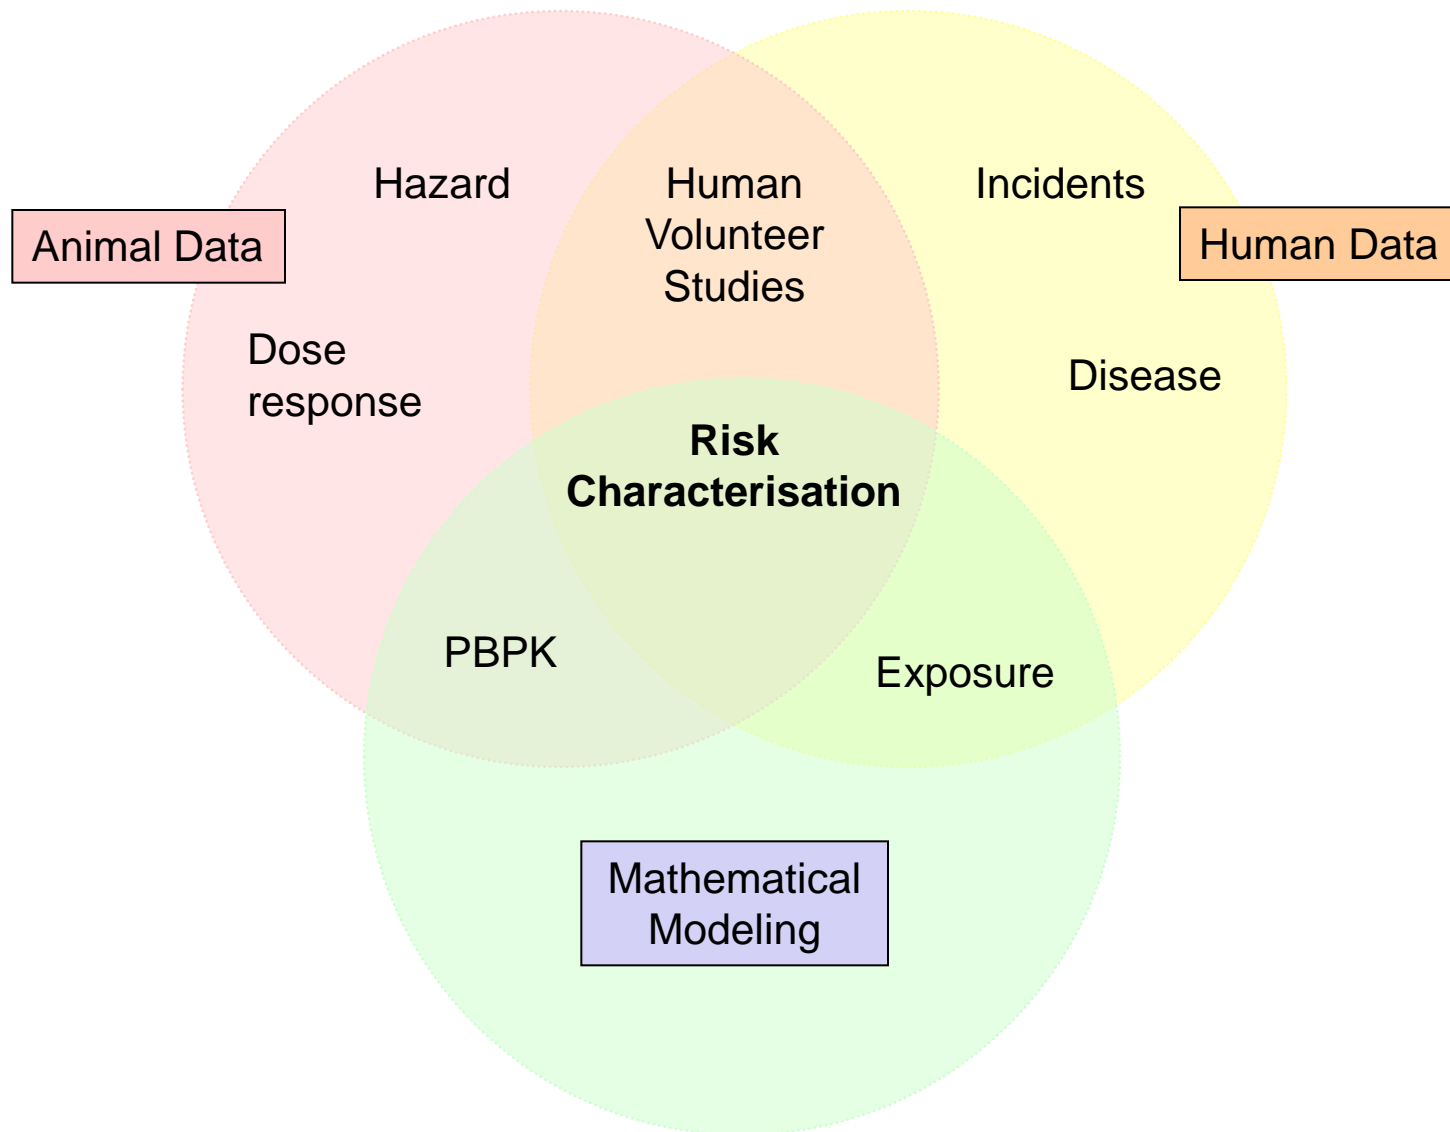 Hazard
Human
Volunteer
Studies
Incidents
Animal Data
Human Data
Dose
response
Disease
Risk
Characterisation
PBPK
Exposure
Mathematical
Modeling